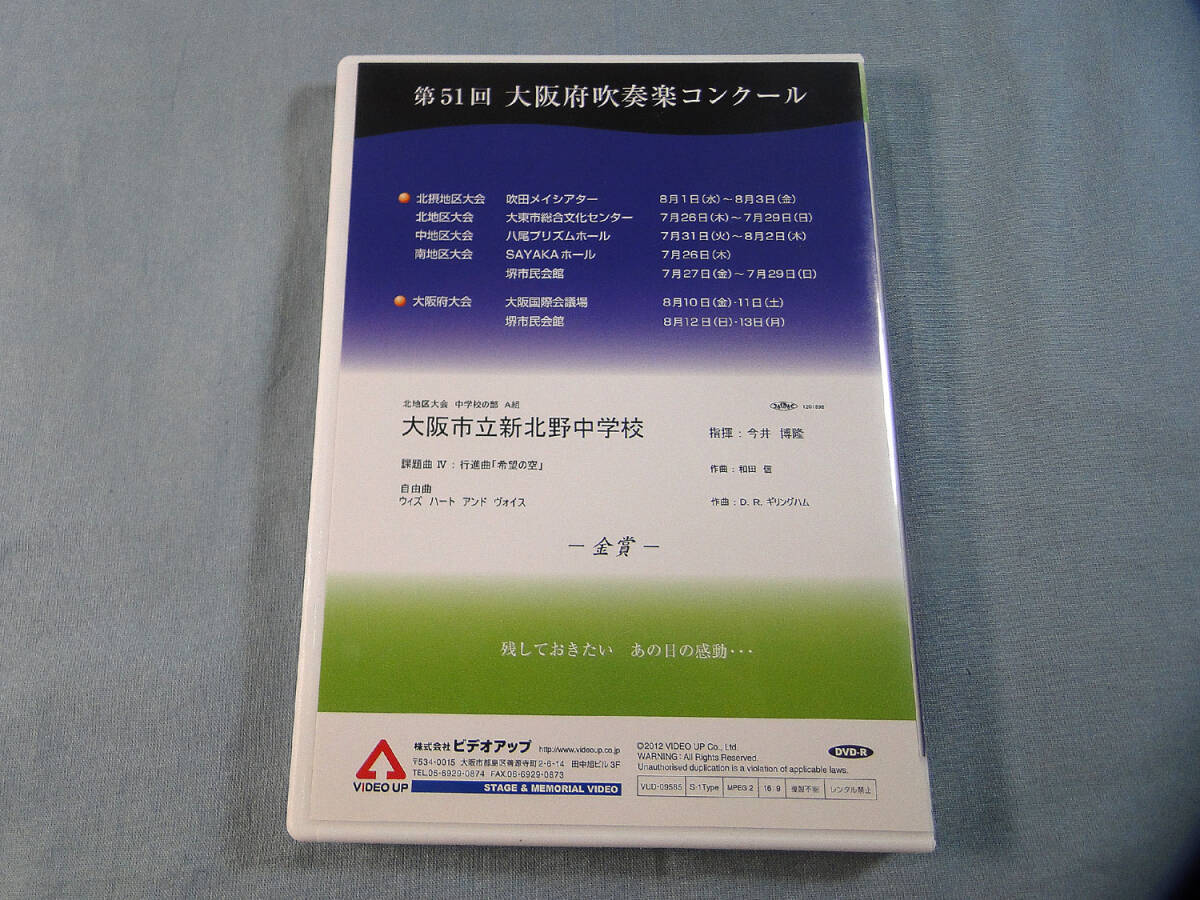 第51回 大阪府吹奏楽コンクール
北摂地区大会 吹田メイシアター 8月1日(水)～8月3日(金)
北地区大会 大東市総合文化センター 7月26日(木)～7月29日(日)
中地区大会 八尾プリズムホール 7月31日(火)～8月2日(木)
南地区大会 SAYAKAホール 7月26日(木)
堺市民会館 7月27日(金)～7月29日(日)
大阪府大会 大阪国際会議場 8月10日(金)・11日(土)
堺市民会館 8月12日(日)・13日(月)
北地区大会 中学校の部 A組
大阪市立新北野中学校 指揮：今井 博隆
課題曲 Ⅳ：行進曲「希望の空」 作曲：和田 信
自由曲
ウィズ ハート アンド ヴォイス 作曲：D. R. ギリングハム
－ 金賞 －
残しておきたい あの日の感動・・・
株式会社 ビデオアップ http://www.videoup.co.jp
〒534-0015 大阪市都島区善源寺町2-6-14 田中旭ビル3F
TEL.06-6929-0874 FAX.06-6929-0873
VIDEO UP
STAGE & MEMORIAL VIDEO
©2012 VIDEO UP Co., Ltd.
WARNING : All Rights Reserved.
Unauthorised duplication is a violation of applicable laws.
DVD-R
VUD-09585 S-1Type MPEG 2 16:9 複製不能 レンタル禁止